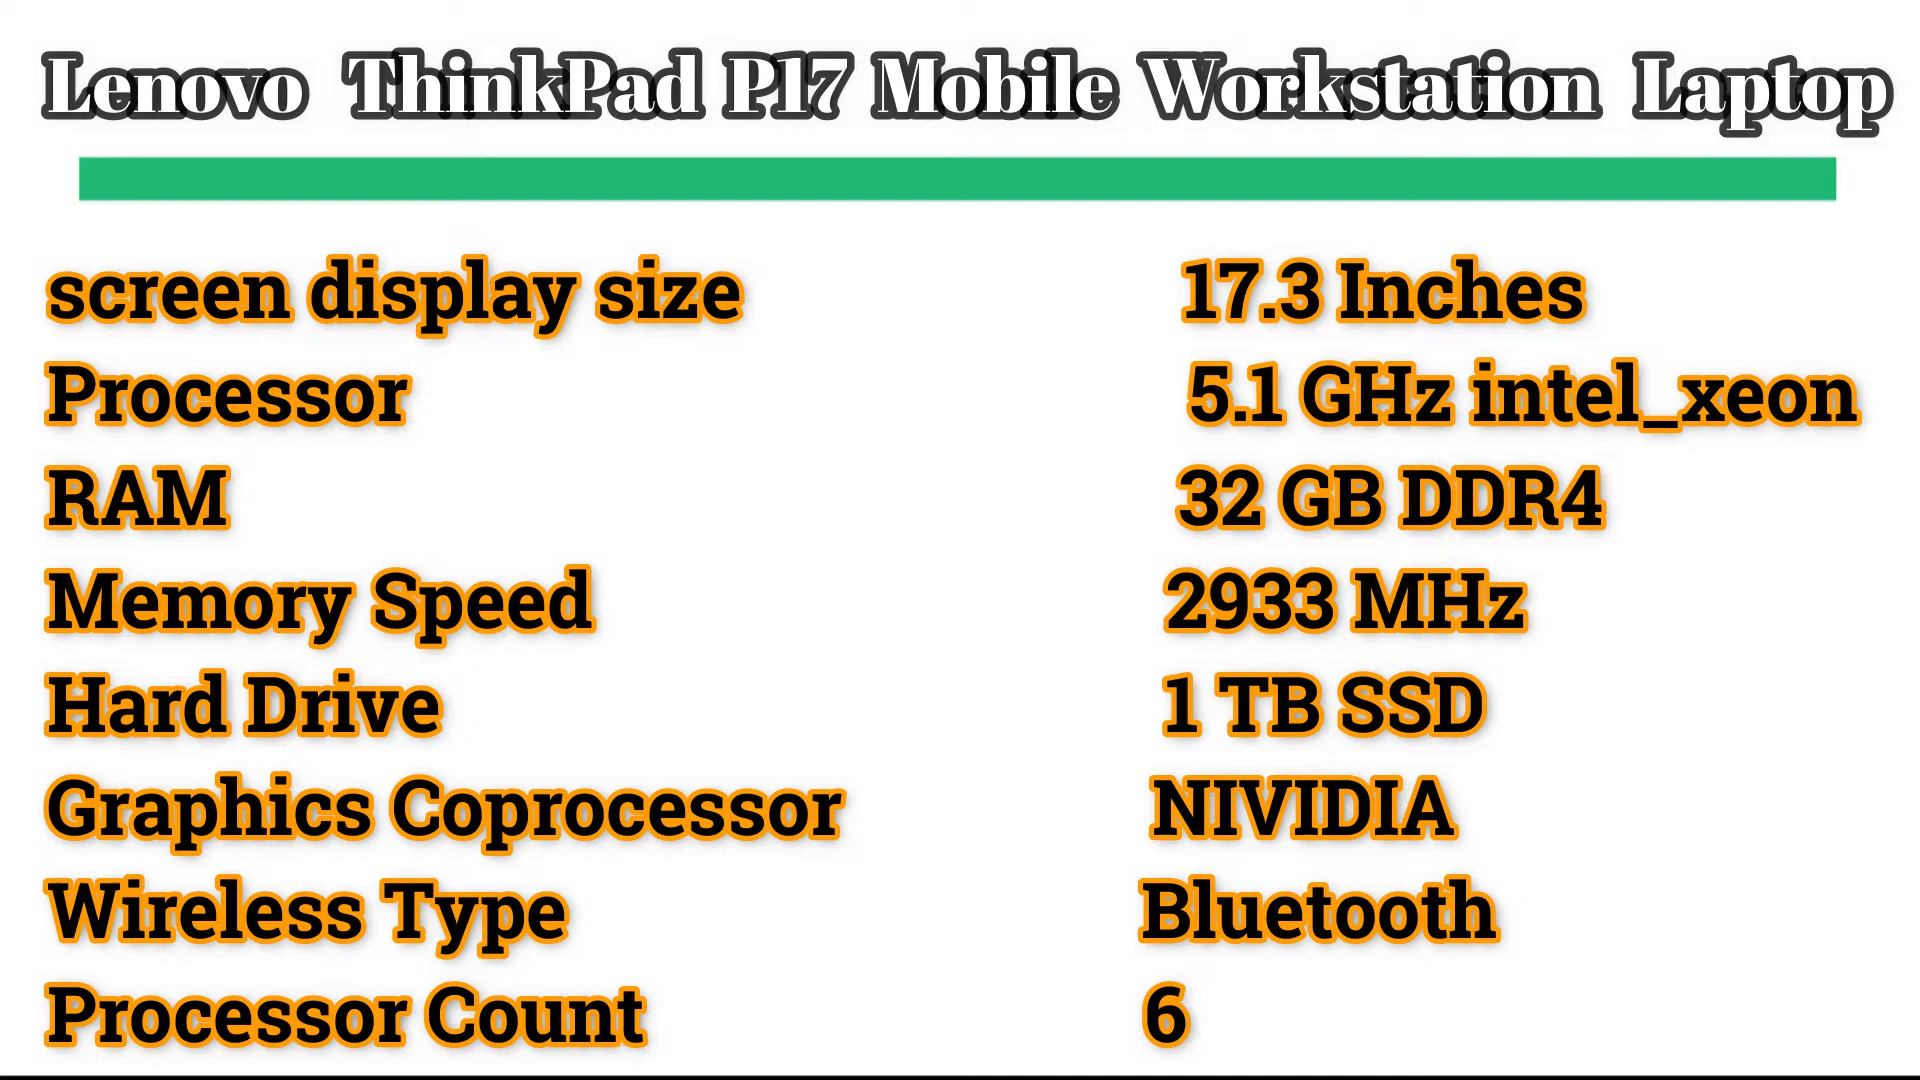 Lenovo ThinkPad P17 Mobile Workstation Laptop
screen display size 17.3 Inches
Processor 5.1 GHz intel_xeon
RAM 32 GB DDR4
Memory Speed 2933 MHz
Hard Drive 1 TB SSD
Graphics Coprocessor NIVIDIA
Wireless Type Bluetooth
Processor Count 6